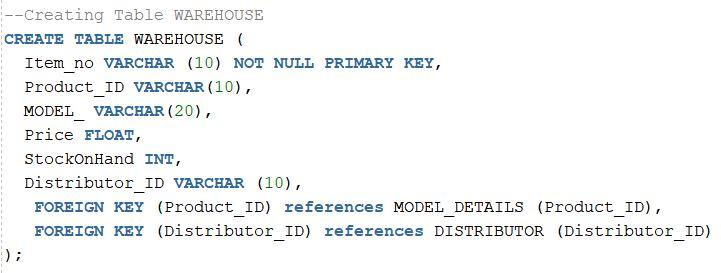 --Creating Table WAREHOUSE
CREATE TABLE WAREHOUSE (
Item_no VARCHAR (10) NOT NULL PRIMARY KEY,
Product_ID VARCHAR(10),
MODEL_ VARCHAR(20),
Price FLOAT,
StockOnHand INT,
Distributor_ID VARCHAR (10),
FOREIGN KEY (Product_ID) references MODEL_DETAILS (Product_ID),
FOREIGN KEY (Distributor_ID) references DISTRIBUTOR (Distributor_ID)
);